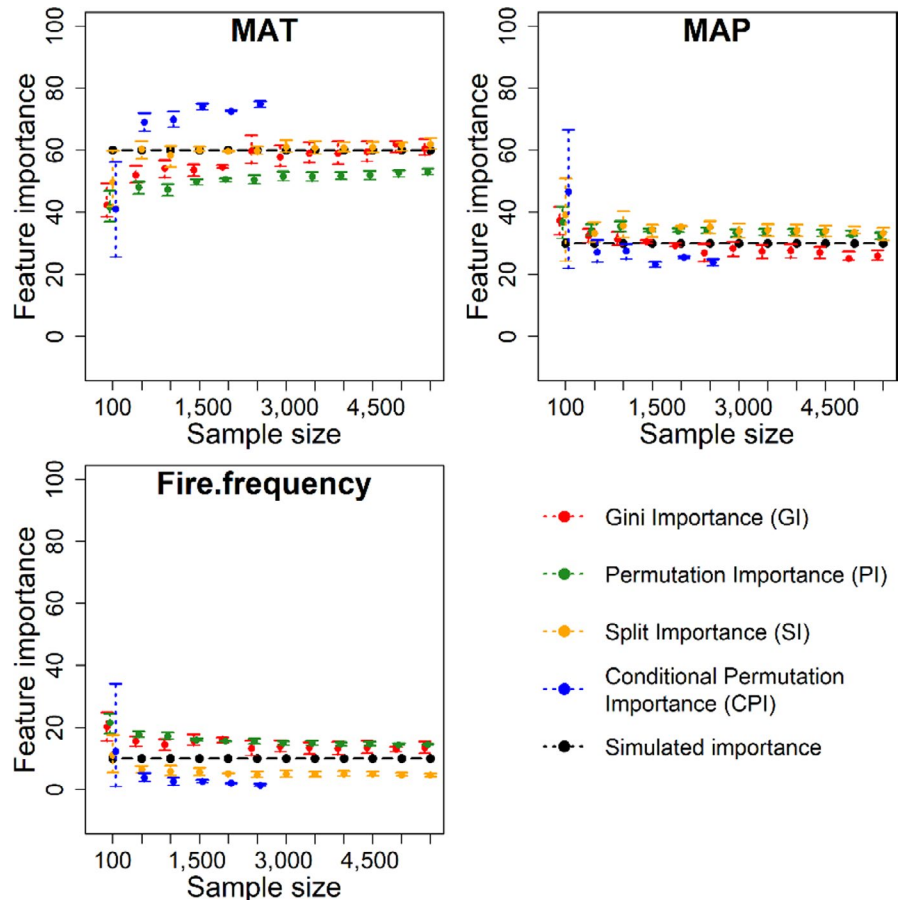 MAT
Feature importance
0 20 40 60 80 100
100 1,500 3,000 4,500
Sample size
MAP
Feature importance
0 20 40 60 80 100
100 1,500 3,000 4,500
Sample size
Fire.frequency
Feature importance
0 20 40 60 80 100
100 1,500 3,000 4,500
Sample size
Gini Importance (GI)
Permutation Importance (PI)
Split Importance (SI)
Conditional Permutation
Importance (CPI)
Simulated importance